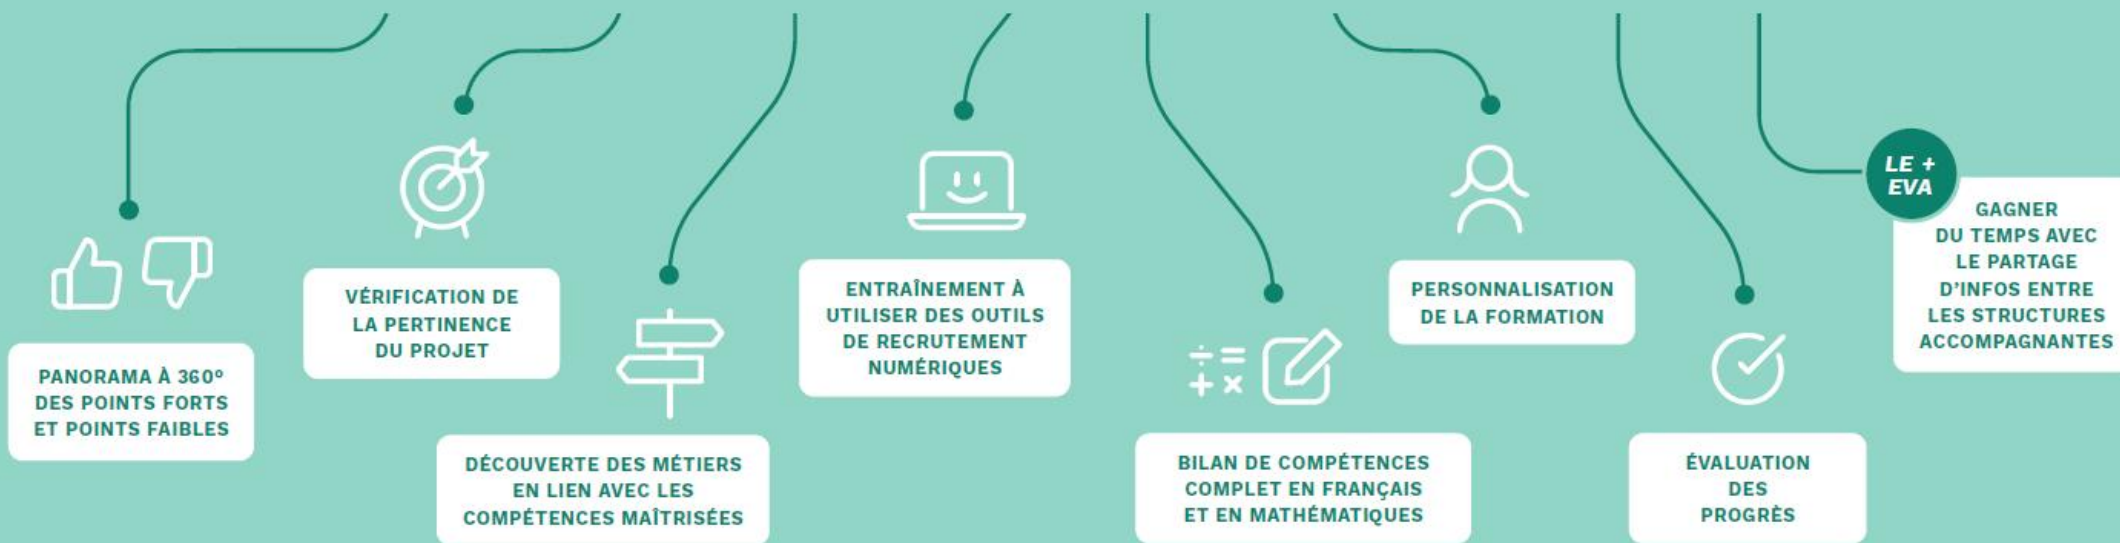 PANORAMA À 360º
DES POINTS FORTS
ET POINTS FAIBLES
VÉRIFICATION DE
LA PERTINENCE
DU PROJET
DÉCOUVERTE DES MÉTIERS
EN LIEN AVEC LES
COMPÉTENCES MAÎTRISÉES
ENTRAÎNEMENT À
UTILISER DES OUTILS
DE RECRUTEMENT
NUMÉRIQUES
BILAN DE COMPÉTENCES
COMPLET EN FRANÇAIS
ET EN MATHÉMATIQUES
PERSONNALISATION
DE LA FORMATION
ÉVALUATION
DES
PROGRÈS
LE +
EVA
GAGNER
DU TEMPS AVEC
LE PARTAGE
D'INFOS ENTRE
LES STRUCTURES
ACCOMPAGNANTES